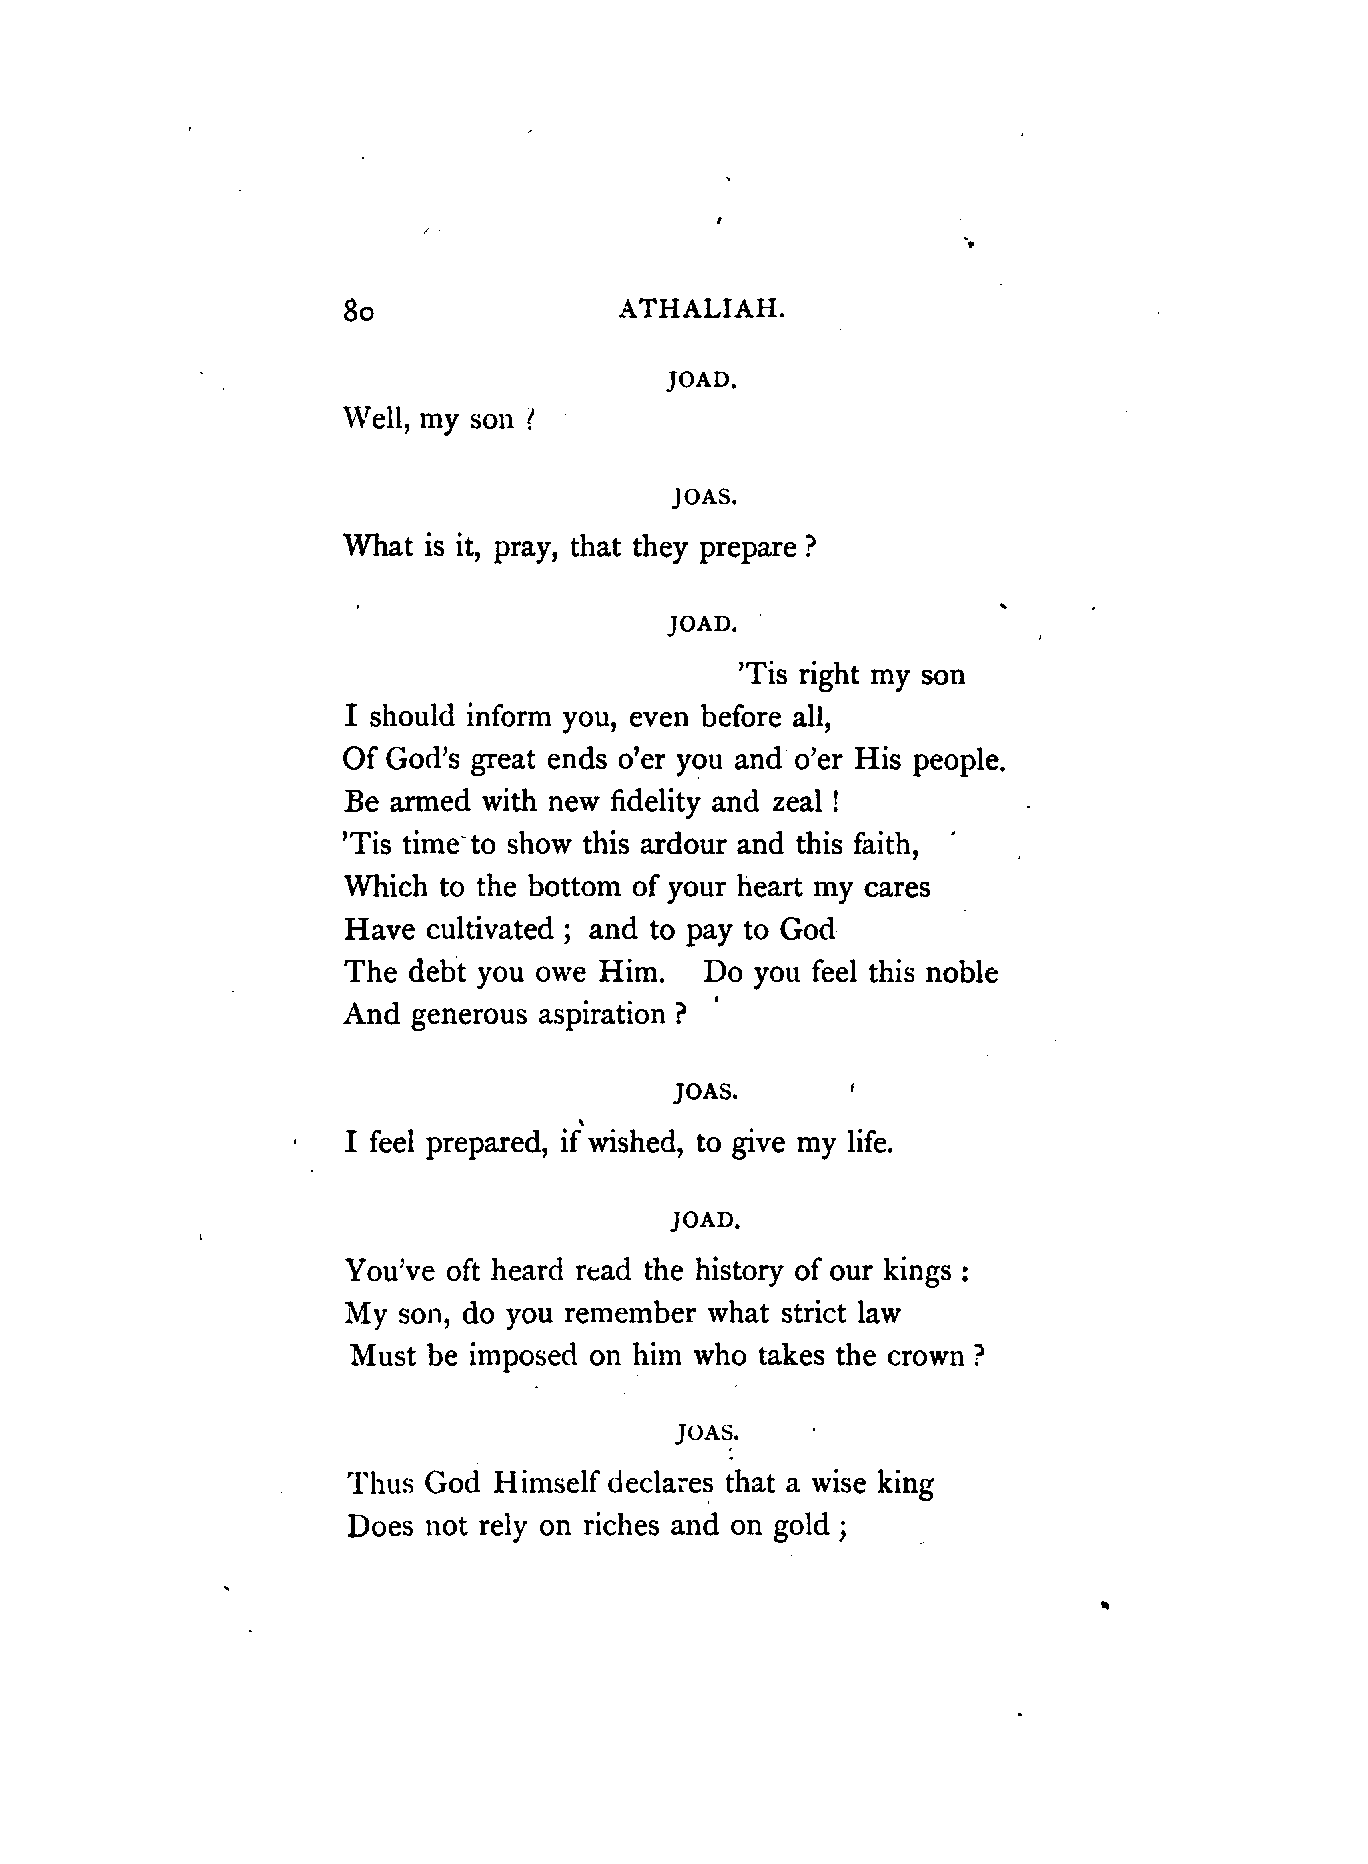 80 ATHALIAH.
JOAD.
Well, my son ?
JOAS.
What is it, pray, that they prepare ?
JOAD.
'Tis right my son
I should inform you, even before all,
Of God's great ends o'er you and o'er His people.
Be armed with new fidelity and zeal !
'Tis time to show this ardour and this faith,
Which to the bottom of your heart my cares
Have cultivated ; and to pay to God
The debt you owe Him. Do you feel this noble
And generous aspiration ?
JOAS.
I feel prepared, if wished, to give my life.
JOAD.
You've oft heard read the history of our kings :
My son, do you remember what strict law
Must be imposed on him who takes the crown ?
JOAS.
Thus God Himself declares that a wise king
Does not rely on riches and on gold ;